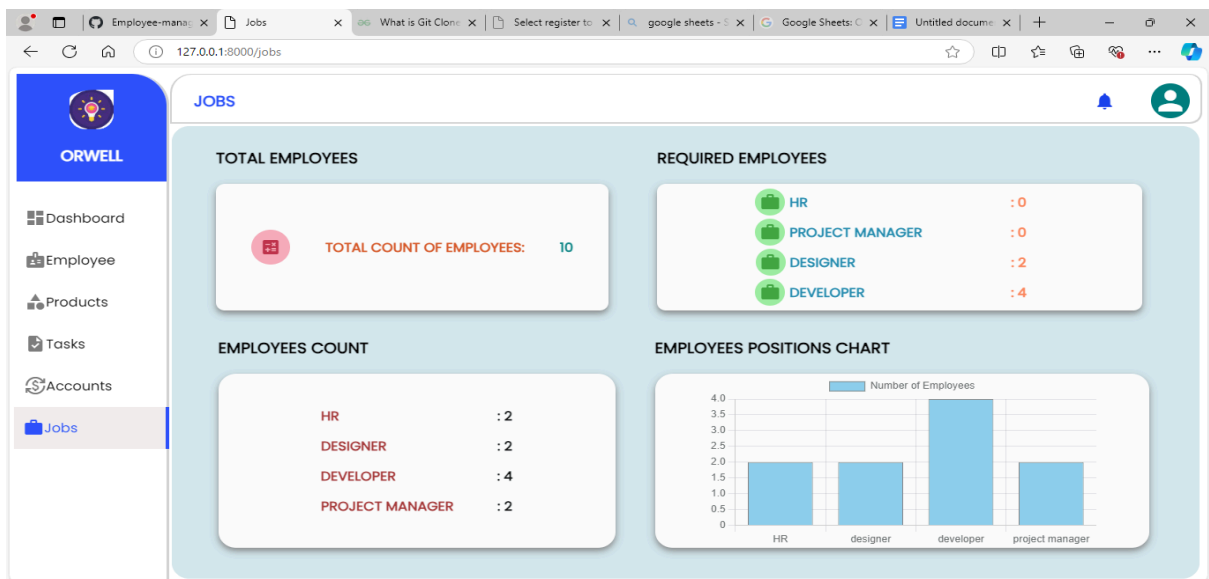 Employee-manag
Jobs
What is Git Clone
Select register to
google sheets - S
Google Sheets: O
Untitled docume
127.0.0.1:8000/jobs
ORWELL
JOBS
Dashboard
Employee
Products
Tasks
Accounts
Jobs
TOTAL EMPLOYEES
TOTAL COUNT OF EMPLOYEES: 10
REQUIRED EMPLOYEES
HR : 0
PROJECT MANAGER : 0
DESIGNER : 2
DEVELOPER : 4
EMPLOYEES COUNT
HR : 2
DESIGNER : 2
DEVELOPER : 4
PROJECT MANAGER : 2
EMPLOYEES POSITIONS CHART
Number of Employees
4.0
3.5
3.0
2.5
2.0
1.5
1.0
0.5
0
HR designer developer project manager